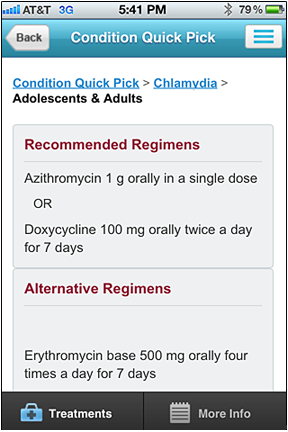 AT&T 3G 5:41 PM 79%
Back Condition Quick Pick
Condition Quick Pick > Chlamydia >
Adolescents & Adults
Recommended Regimens
Azithromycin 1 g orally in a single dose
OR
Doxycycline 100 mg orally twice a day
for 7 days
Alternative Regimens
Erythromycin base 500 mg orally four
times a day for 7 days
Treatments More Info